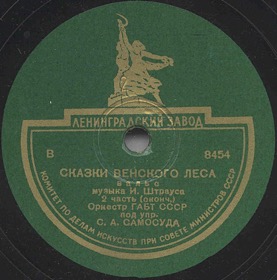 ЛЕНИНГРАДСКИЙ ЗАВОД
В 8454
СКАЗКИ ВЕНСКОГО ЛЕСА
вальс
музыка И. Штрауса
2 часть (оконч.)
Оркестр ГАБТ СССР
под упр.
С. А. САМОСУДА
КОМИТЕТ ПО ДЕЛАМ ИСКУССТВ ПРИ СОВЕТЕ МИНИСТРОВ СССР